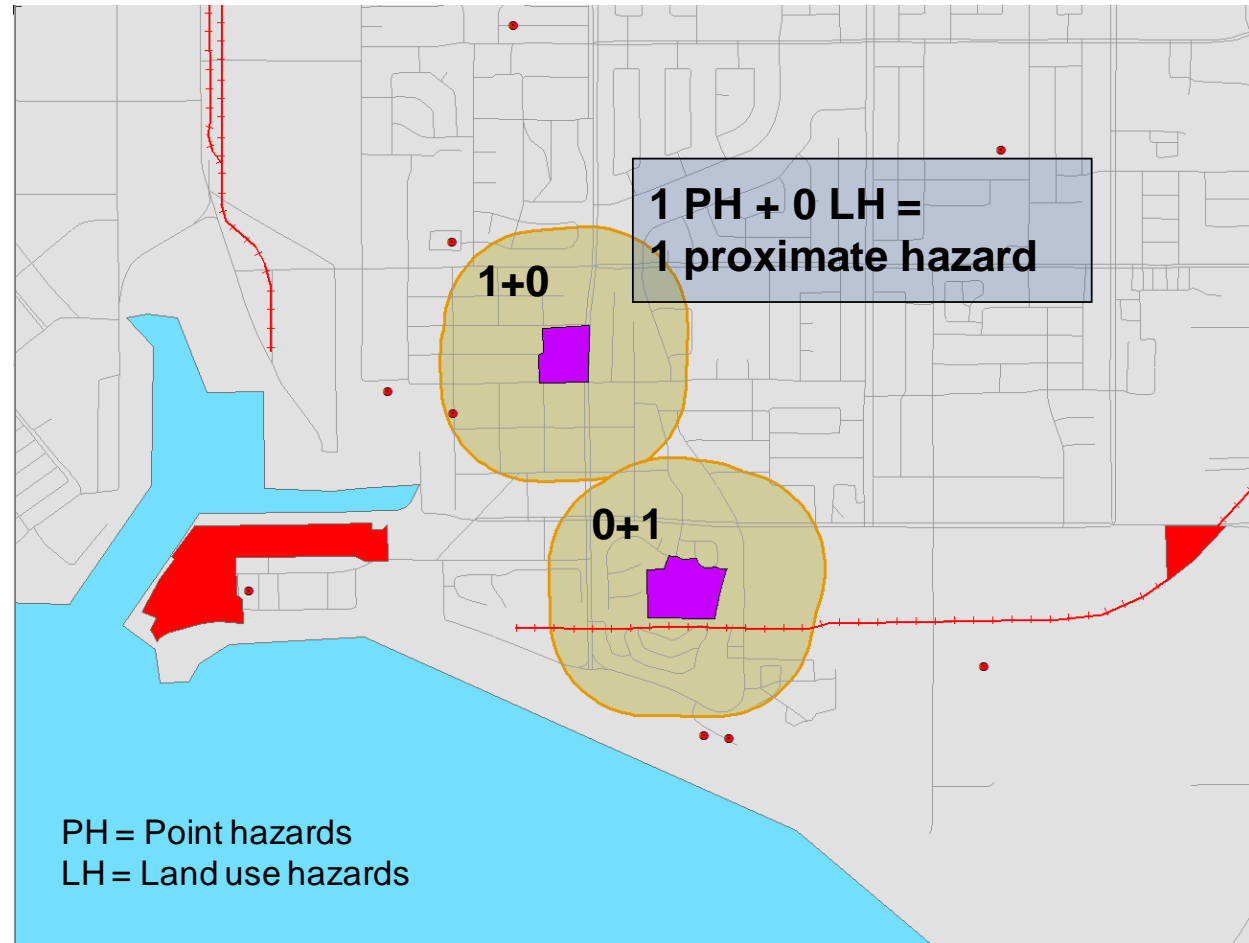 1 PH + 0 LH =
1 proximate hazard
1+0
0+1
PH = Point hazards
LH = Land use hazards